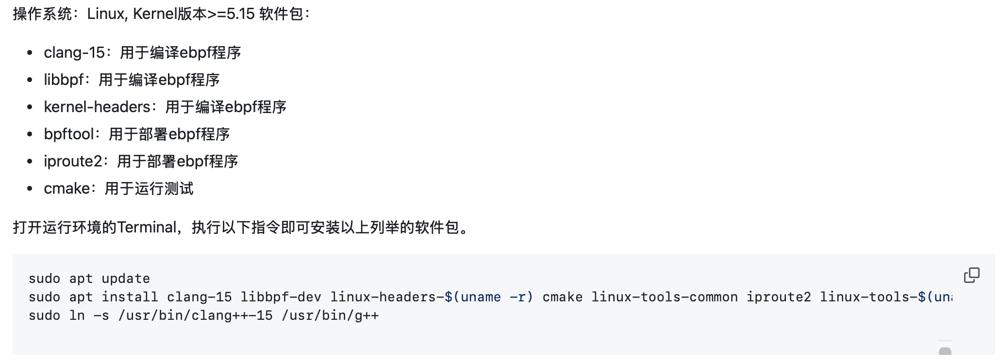 操作系统：Linux, Kernel版本>=5.15 软件包：
• clang-15：用于编译ebpf程序
• libbpf：用于编译ebpf程序
• kernel-headers：用于编译ebpf程序
• bpftool：用于部署ebpf程序
• iproute2：用于部署ebpf程序
• cmake：用于运行测试
打开运行环境的Terminal，执行以下指令即可安装以上列举的软件包。
sudo apt update
sudo apt install clang-15 libbpf-dev linux-headers-$(uname -r) cmake linux-tools-common iproute2 linux-tools-$(una
sudo ln -s /usr/bin/clang++-15 /usr/bin/g++